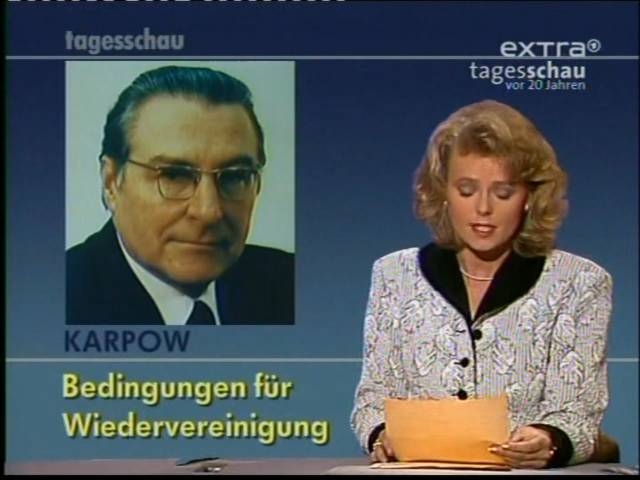 tagesschau
extra
tagesschau
vor 20 Jahren
KARPOW
Bedingungen für
Wiedervereinigung